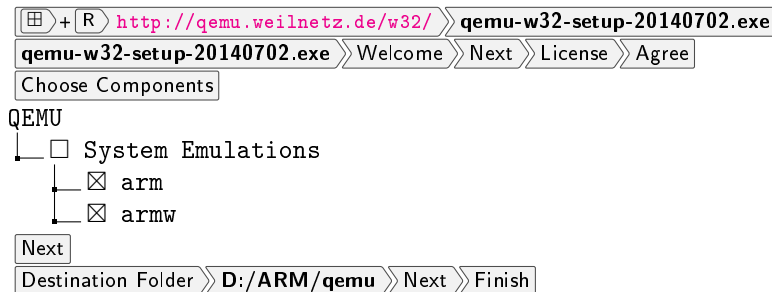 ⊞ + R http://qemu.weilnetz.de/w32/ qemu-w32-setup-20140702.exe
qemu-w32-setup-20140702.exe Welcome Next License Agree
Choose Components
QEMU
☐ System Emulations
☒ arm
☒ armw
Next
Destination Folder D:/ARM/qemu Next Finish